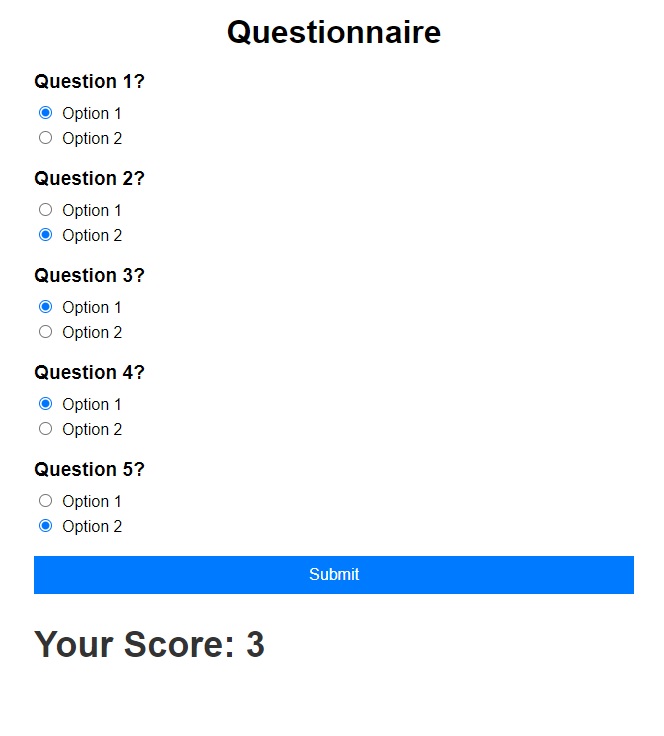 Questionnaire
Question 1?
Option 1
Option 2
Question 2?
Option 1
Option 2
Question 3?
Option 1
Option 2
Question 4?
Option 1
Option 2
Question 5?
Option 1
Option 2
Submit
Your Score: 3